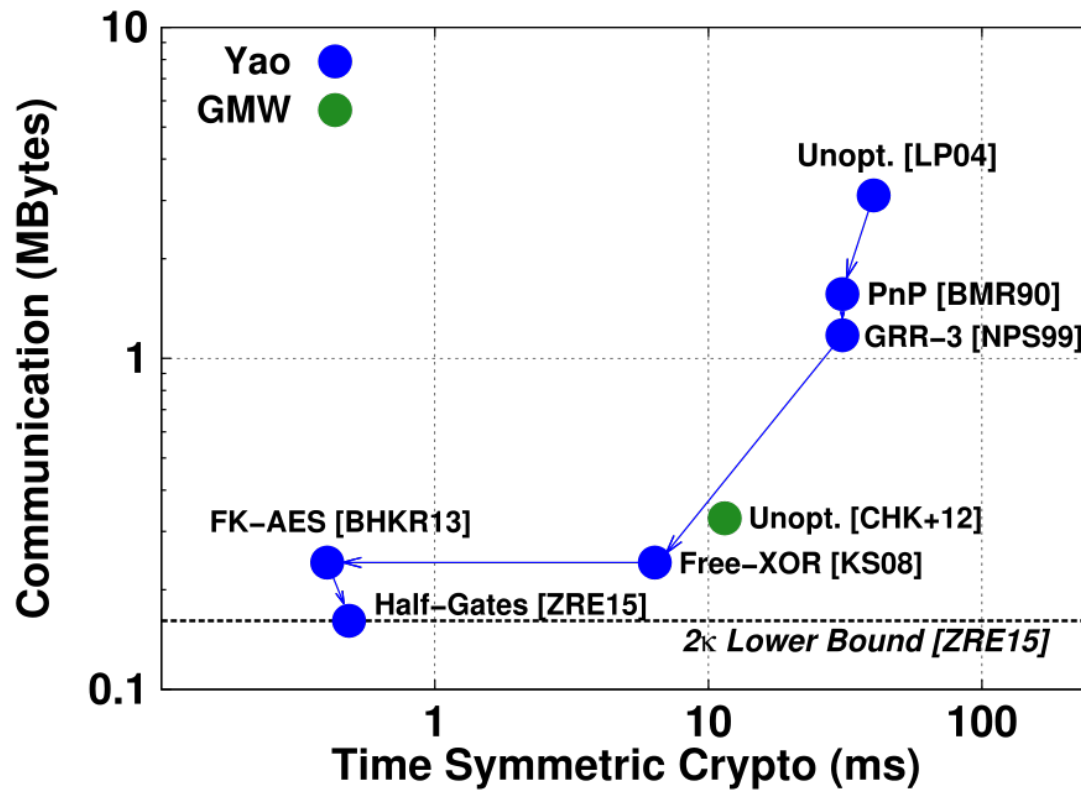 10
Yao
GMW
Unopt. [LP04]
PnP [BMR90]
GRR−3 [NPS99]
1
Unopt. [CHK+12]
FK−AES [BHKR13]
Free−XOR [KS08]
Half−Gates [ZRE15]
2κ Lower Bound [ZRE15]
0.1
1 10 100
Time Symmetric Crypto (ms)
Communication (MBytes)